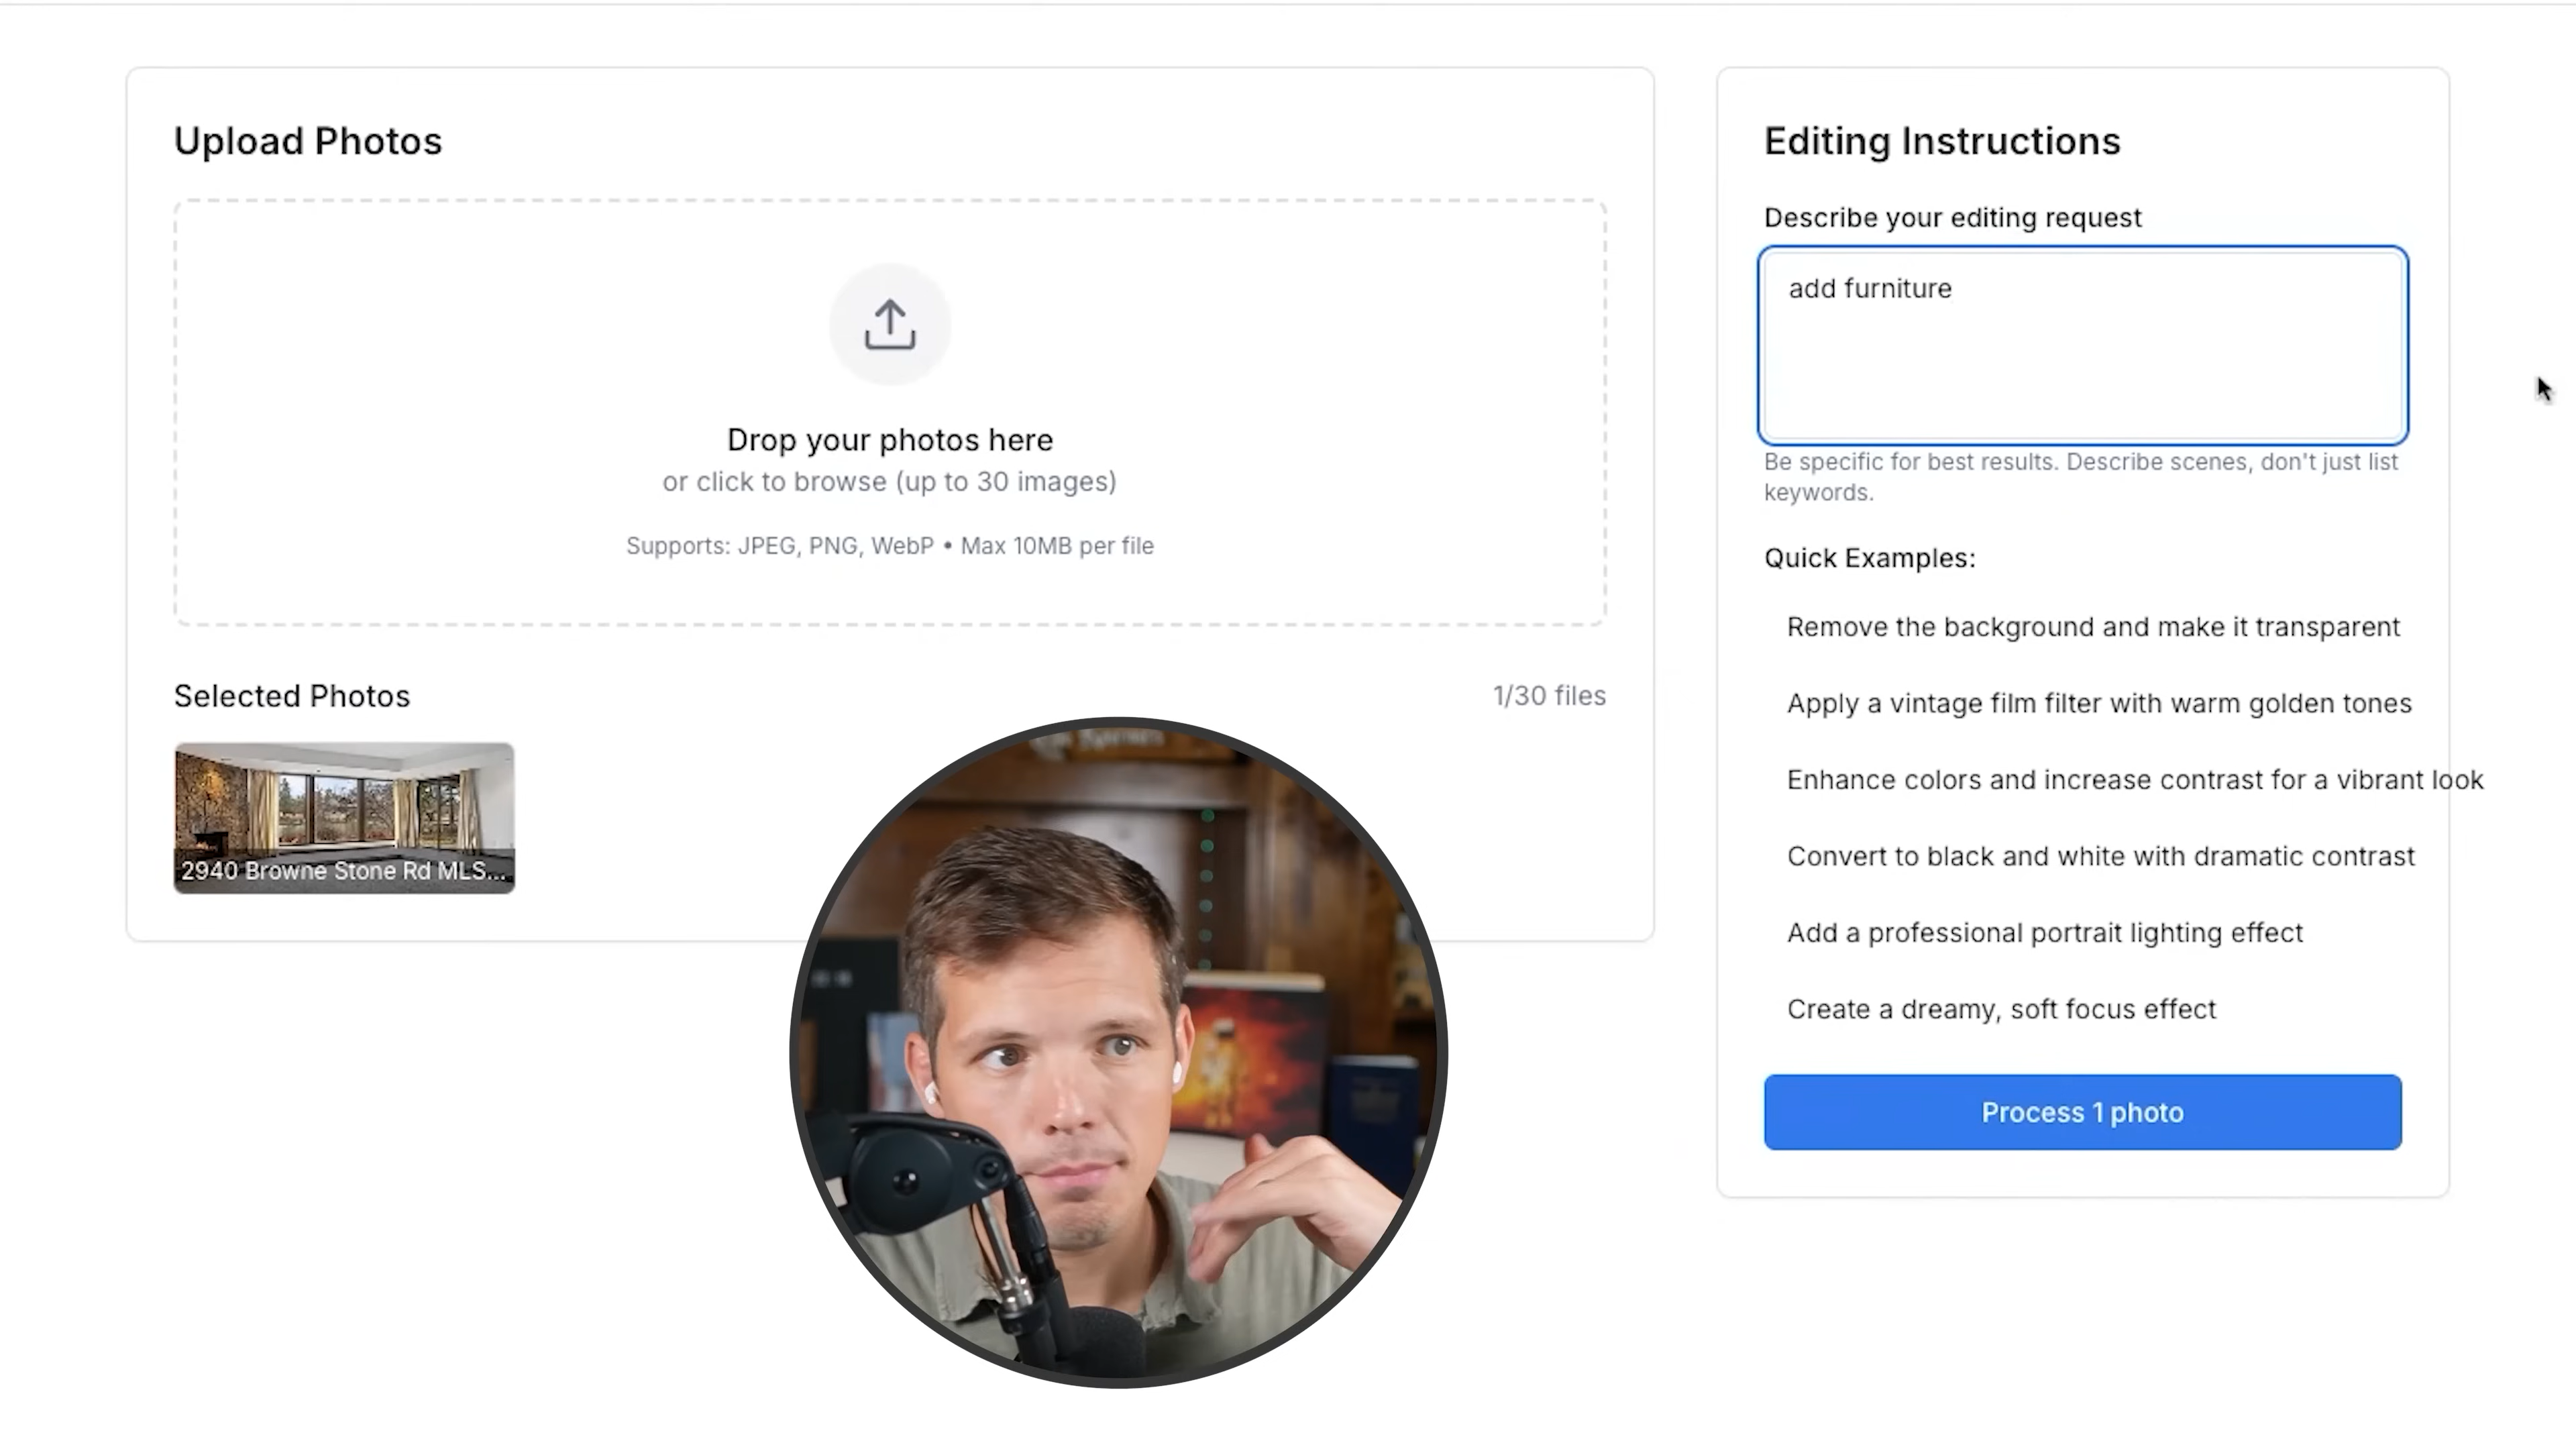 Upload Photos
Drop your photos here
or click to browse (up to 30 images)
Supports: JPEG, PNG, WebP • Max 10MB per file
Selected Photos
1/30 files
2940 Browne Stone Rd MLS...
Editing Instructions
Describe your editing request
add furniture
Be specific for best results. Describe scenes, don't just list
keywords.
Quick Examples:
Remove the background and make it transparent
Apply a vintage film filter with warm golden tones
Enhance colors and increase contrast for a vibrant look
Convert to black and white with dramatic contrast
Add a professional portrait lighting effect
Create a dreamy, soft focus effect
Process 1 photo